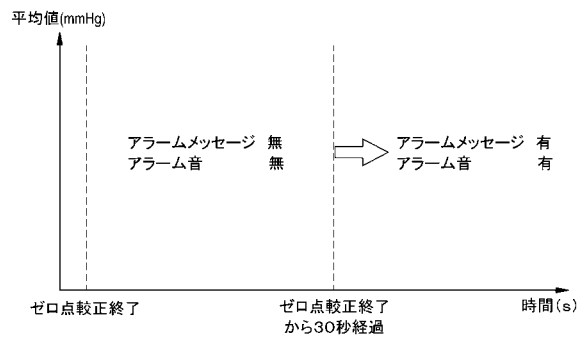 平均値(mmHg)
アラームメッセージ 無
アラーム音 無
アラームメッセージ 有
アラーム音 有
ゼロ点較正終了
ゼロ点較正終了
から30秒経過
時間(s)